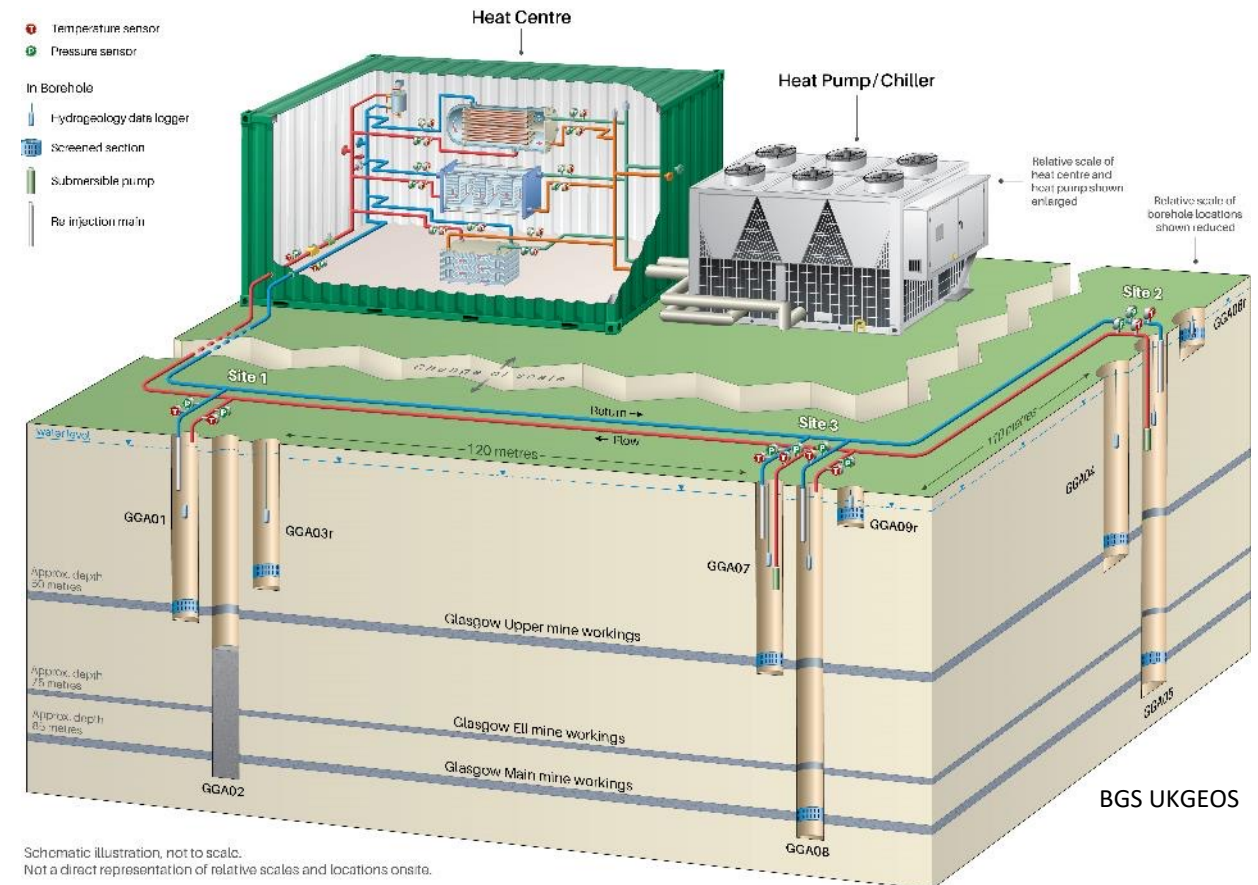 Heat Centre
Temperature sensor
Pressure sensor
In Borehole
Hydrogeology data logger
Screened section
Submersible pump
Re injection main
Heat Pump/Chiller
Relative scale of
heat centre and
heat pump shown
enlarged
Relative scale of
borehole locations
shown reduced
Site 2
GGA06r
Change of scale
Site 1
Return →
Site 3
← Flow
T
P
water level
120 metres
170 metres
GGA01
GGA03r
GGA04
GGA09r
GGA07
Approx. depth
50 metres
Glasgow Upper mine workings
Approx. depth
75 metres
GGA05
Approx. depth
85 metres
Glasgow Ell mine workings
Glasgow Main mine workings
GGA02
BGS UKGEOS
GGA08
Schematic illustration, not to scale.
Not a direct representation of relative scales and locations onsite.